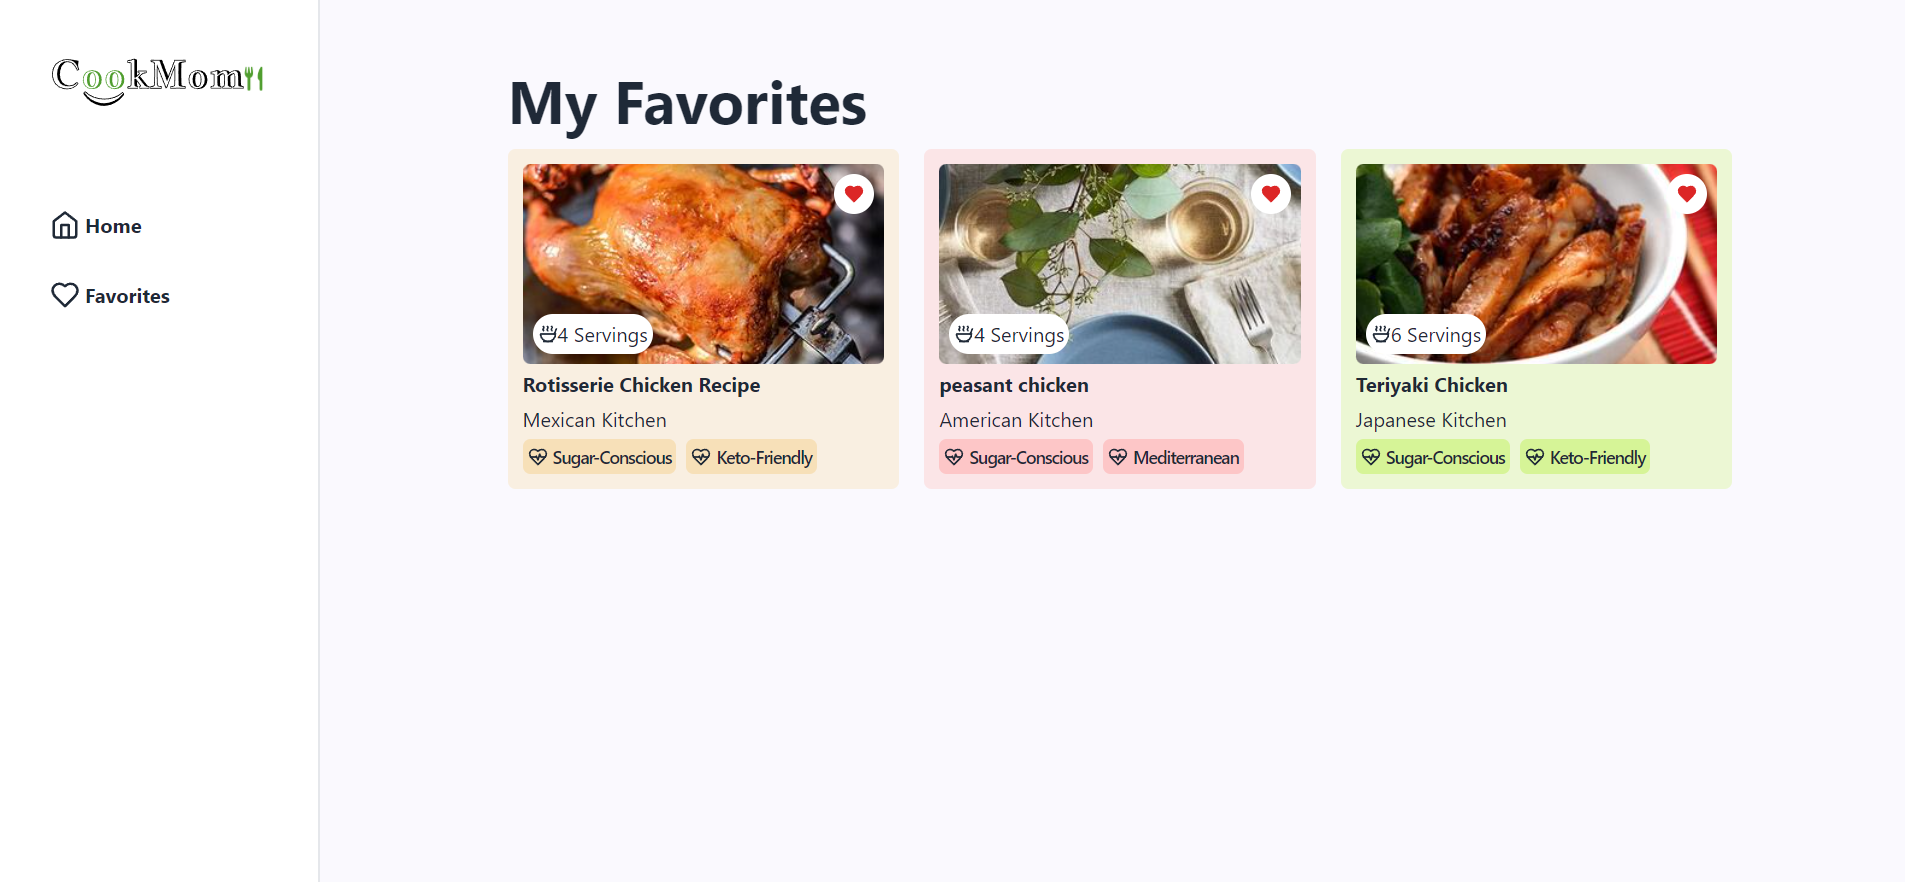 CookMom
Home
Favorites
My Favorites
4 Servings
Rotisserie Chicken Recipe
Mexican Kitchen
Sugar-Conscious
Keto-Friendly
4 Servings
peasant chicken
American Kitchen
Sugar-Conscious
Mediterranean
6 Servings
Teriyaki Chicken
Japanese Kitchen
Sugar-Conscious
Keto-Friendly